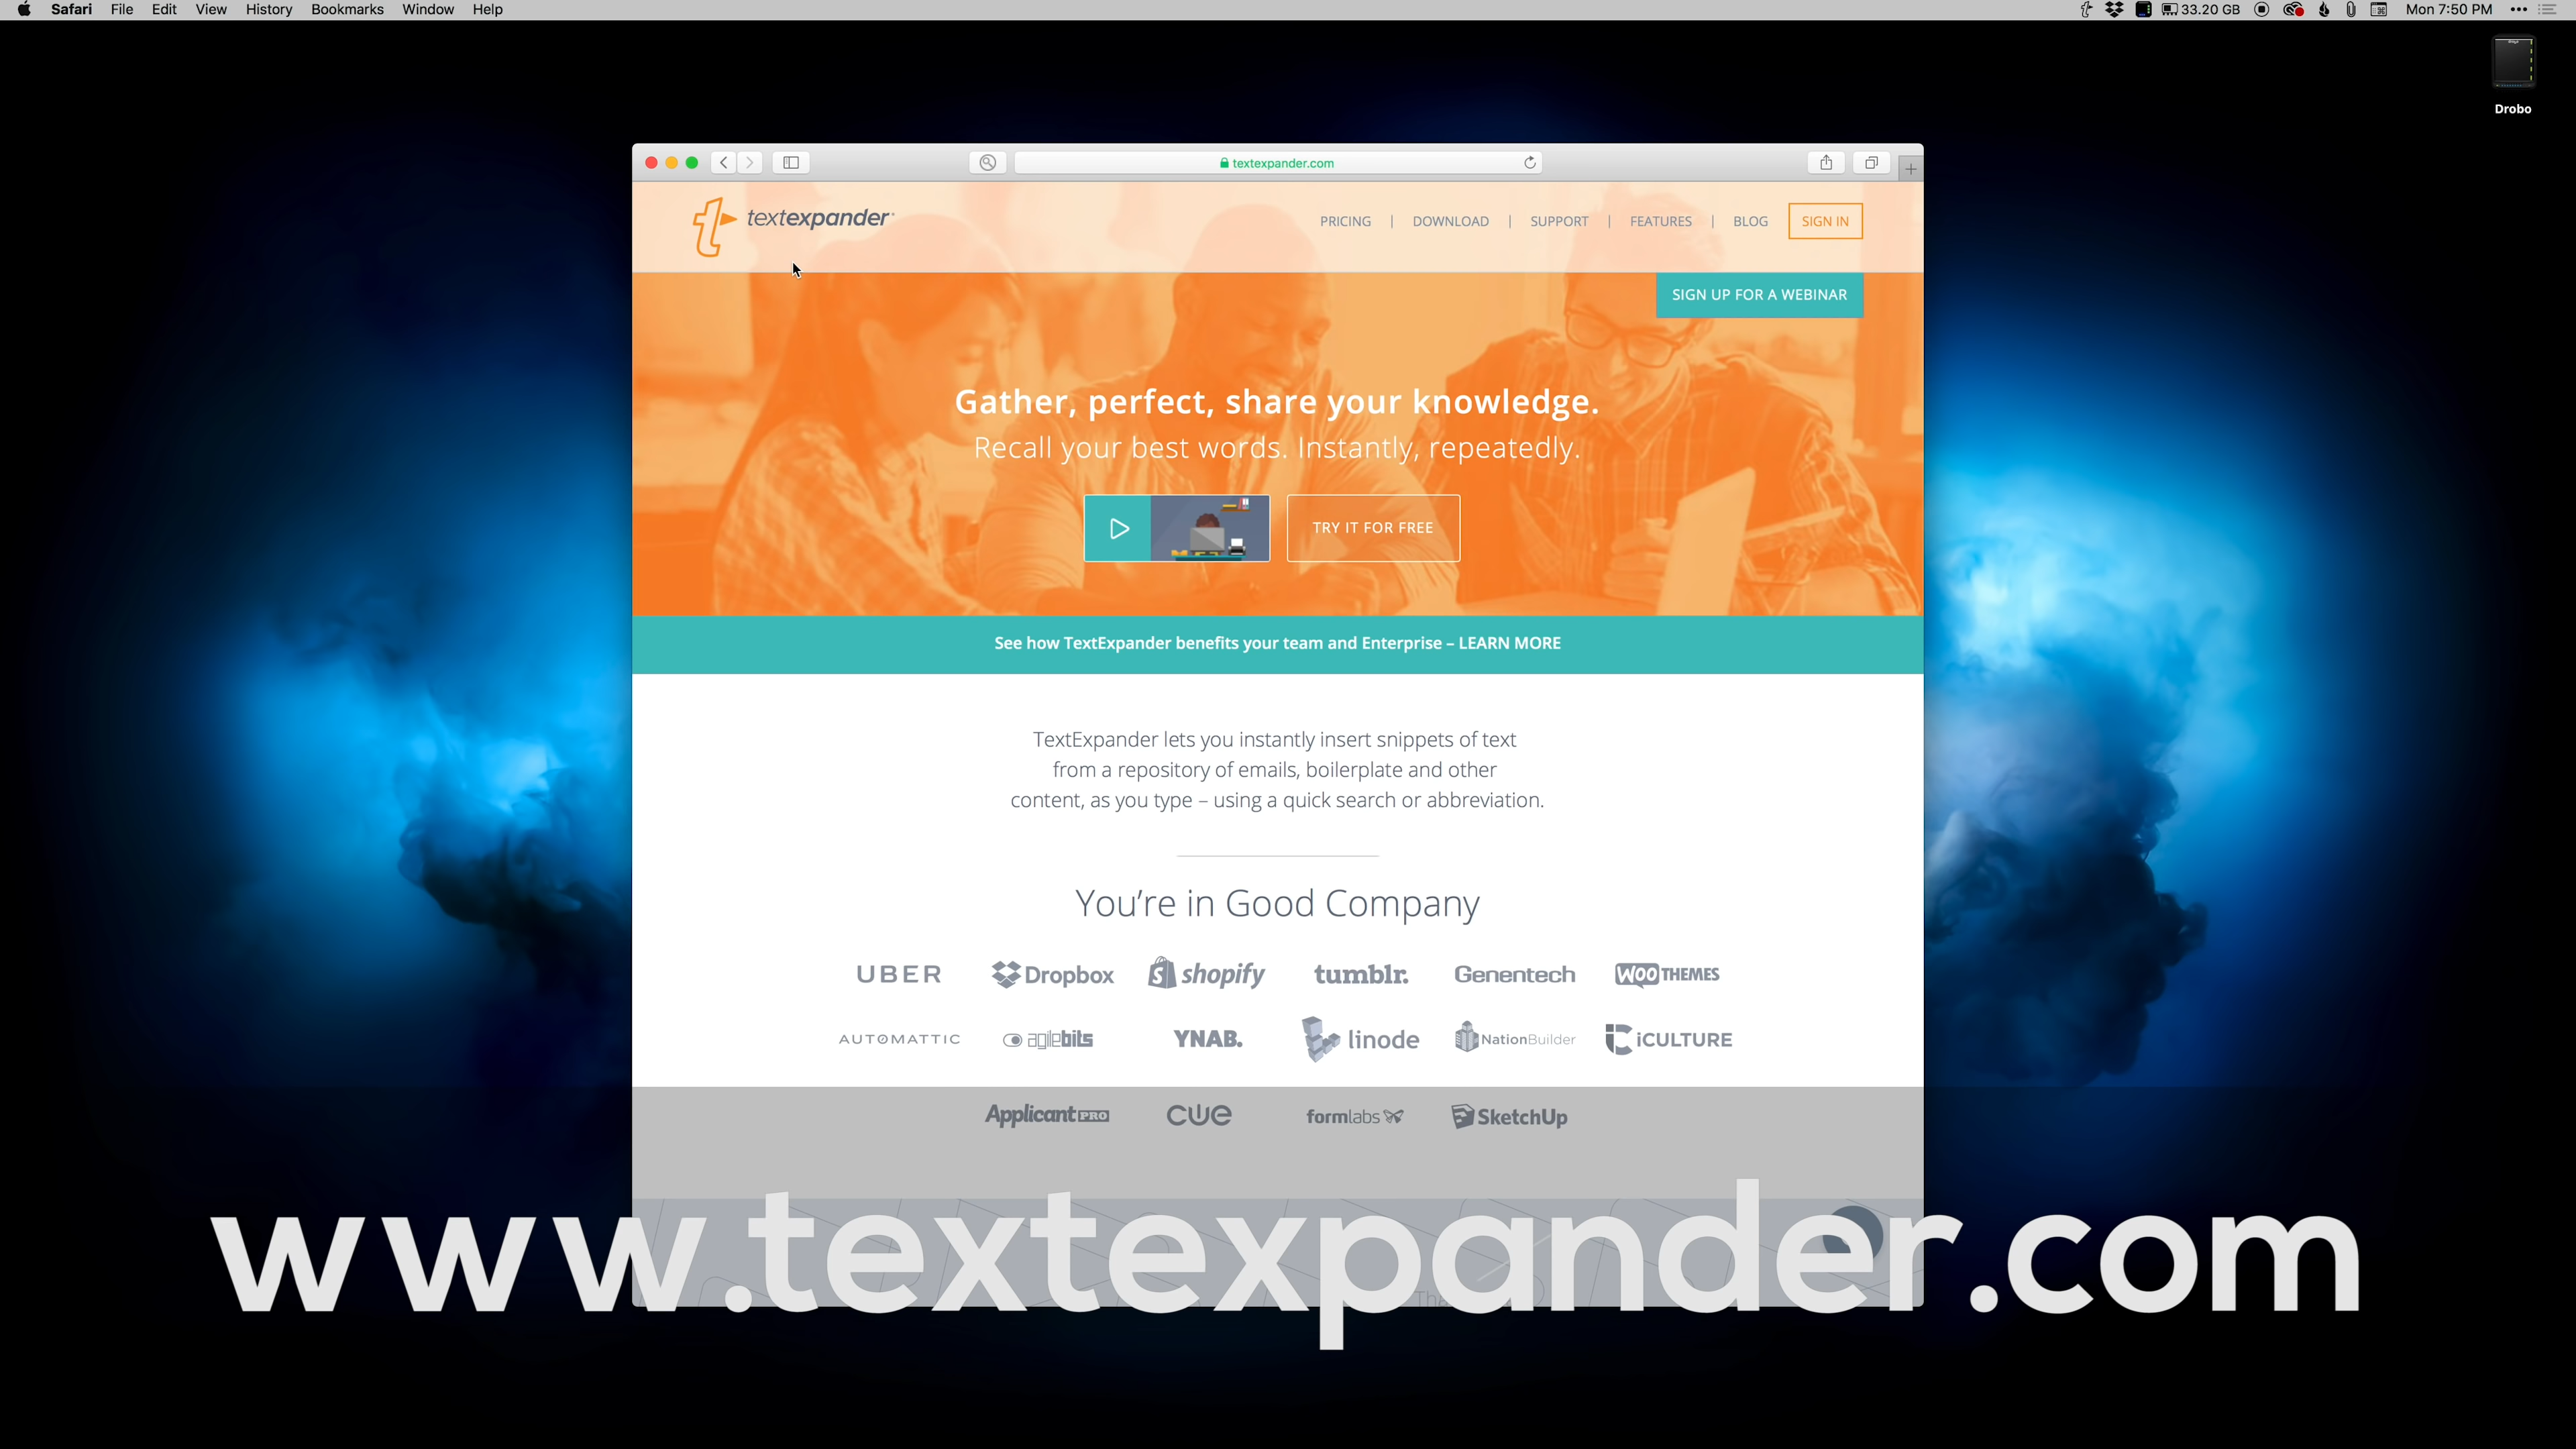 Safari File Edit View History Bookmarks Window Help 33.20 GB Mon 7:50 PM
Drobo
textexpander.com
textexpander PRICING | DOWNLOAD | SUPPORT | FEATURES | BLOG SIGN IN
SIGN UP FOR A WEBINAR
Gather, perfect, share your knowledge.
Recall your best words. Instantly, repeatedly.
TRY IT FOR FREE
See how TextExpander benefits your team and Enterprise – LEARN MORE
TextExpander lets you instantly insert snippets of text
from a repository of emails, boilerplate and other
content, as you type – using a quick search or abbreviation.
You're in Good Company
UBER Dropbox shopify tumblr. Genentech WOOTHEMES
AUTOMATTIC agilebits YNAB. linode NationBuilder iCULTURE
ApplicantPRO CUE formlabs SketchUp
www.textexpander.com